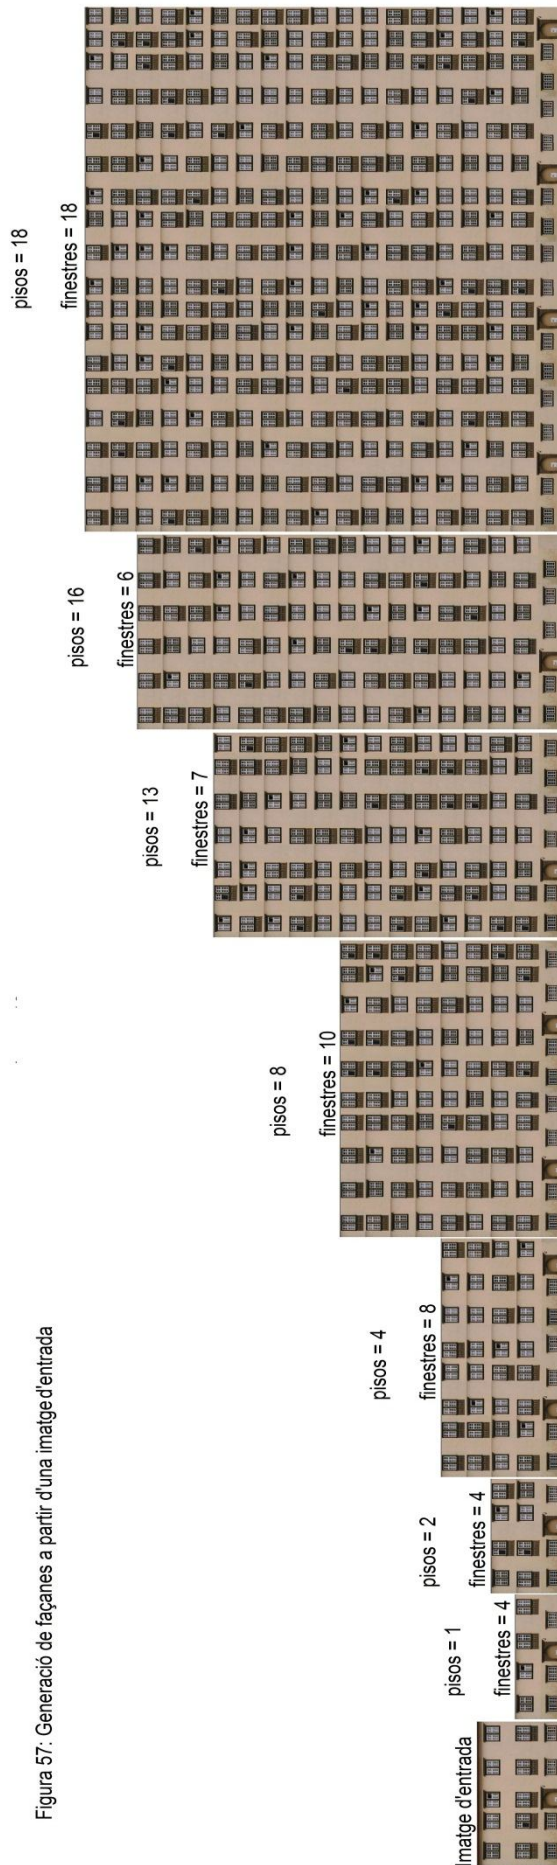 Figura 57: Generació de façanes a partir d'una imatge d'entrada
Imatge d'entrada
pisos = 1
finestres = 4
pisos = 2
finestres = 4
pisos = 4
finestres = 8
pisos = 8
finestres = 10
pisos = 13
finestres = 7
pisos = 16
finestres = 6
pisos = 18
finestres = 18